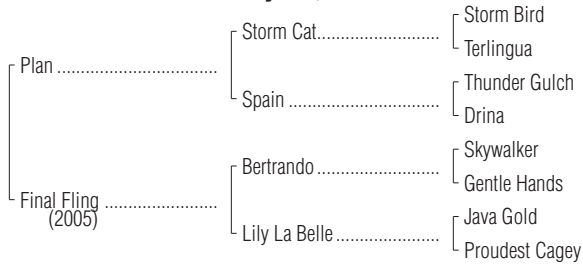 Storm Bird
Storm Cat
Terlingua
Plan
Thunder Gulch
Spain
Drina
Skywalker
Bertrando
Gentle Hands
Final Fling
(2005)
Java Gold
Lily La Belle
Proudest Cagey